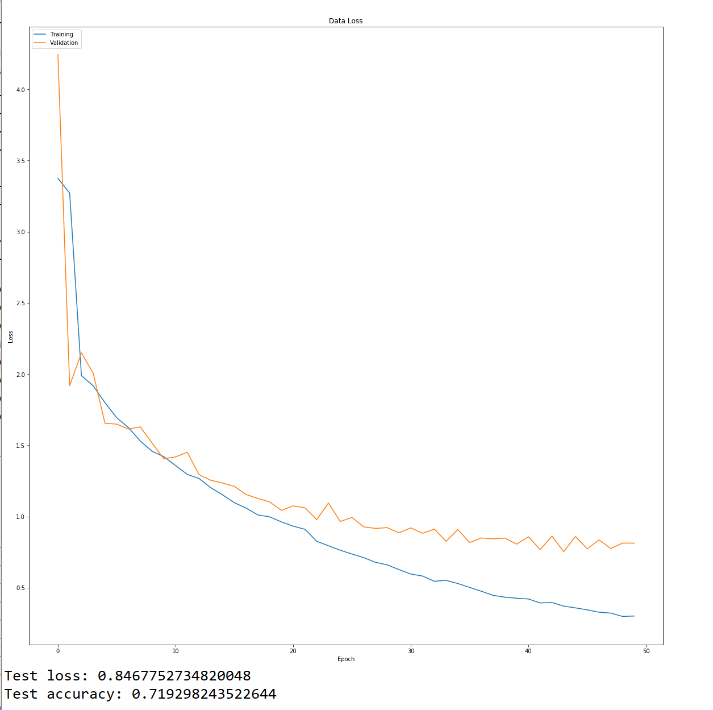 Data Loss
Training
Validation
4.0
3.5
3.0
2.5
2.0
1.5
1.0
0.5
Loss
0 10 20 30 40 50
Epoch
Test loss: 0.8467752734820048
Test accuracy: 0.719298243522644